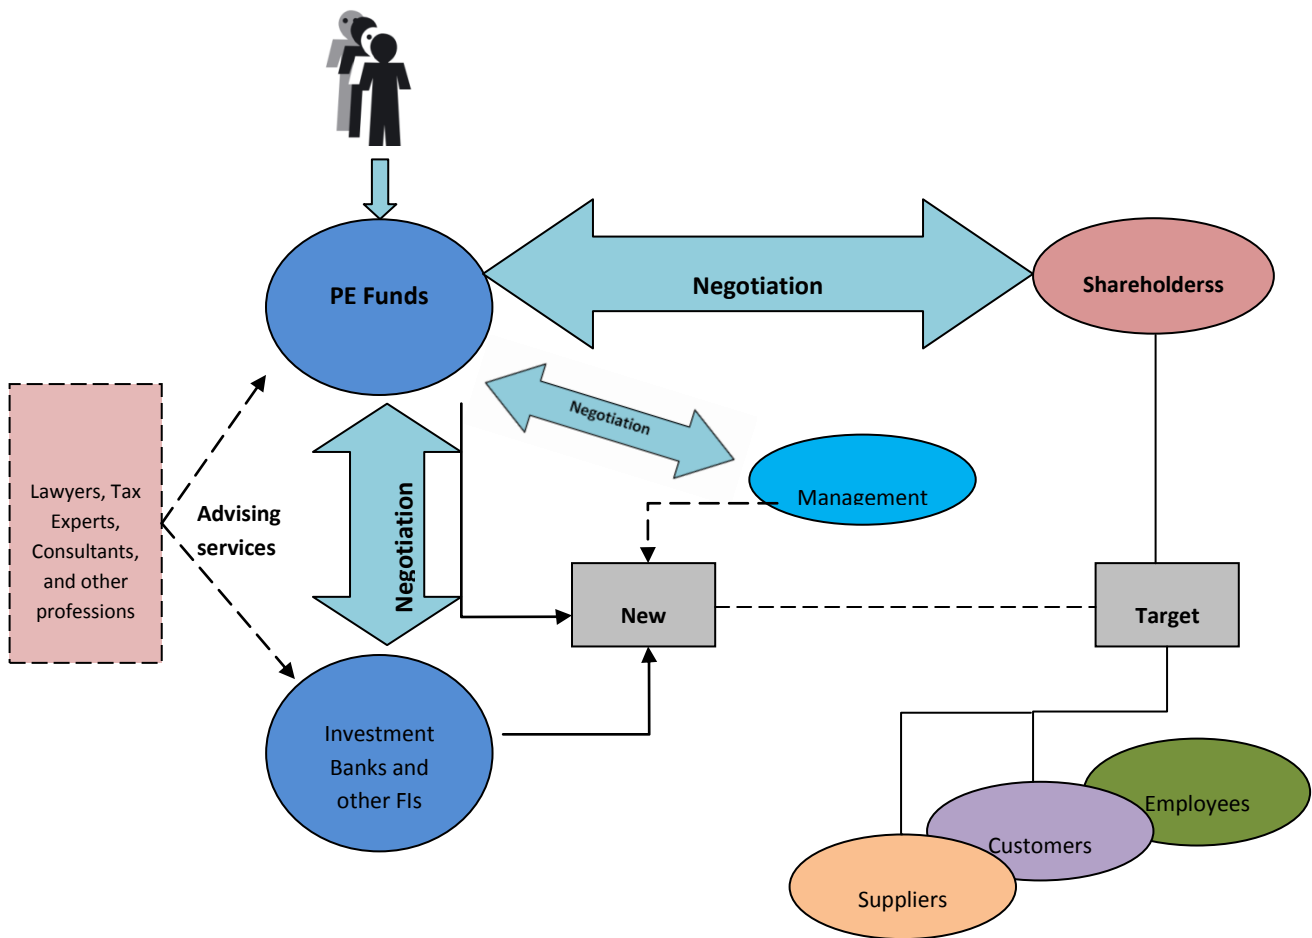 PE Funds
Negotiation
Shareholderss
Negotiation
Management
Lawyers, Tax
Experts,
Consultants,
and other
professions
Advising
services
Negotiation
New
Target
Investment
Banks and
other FIs
Employees
Customers
Suppliers